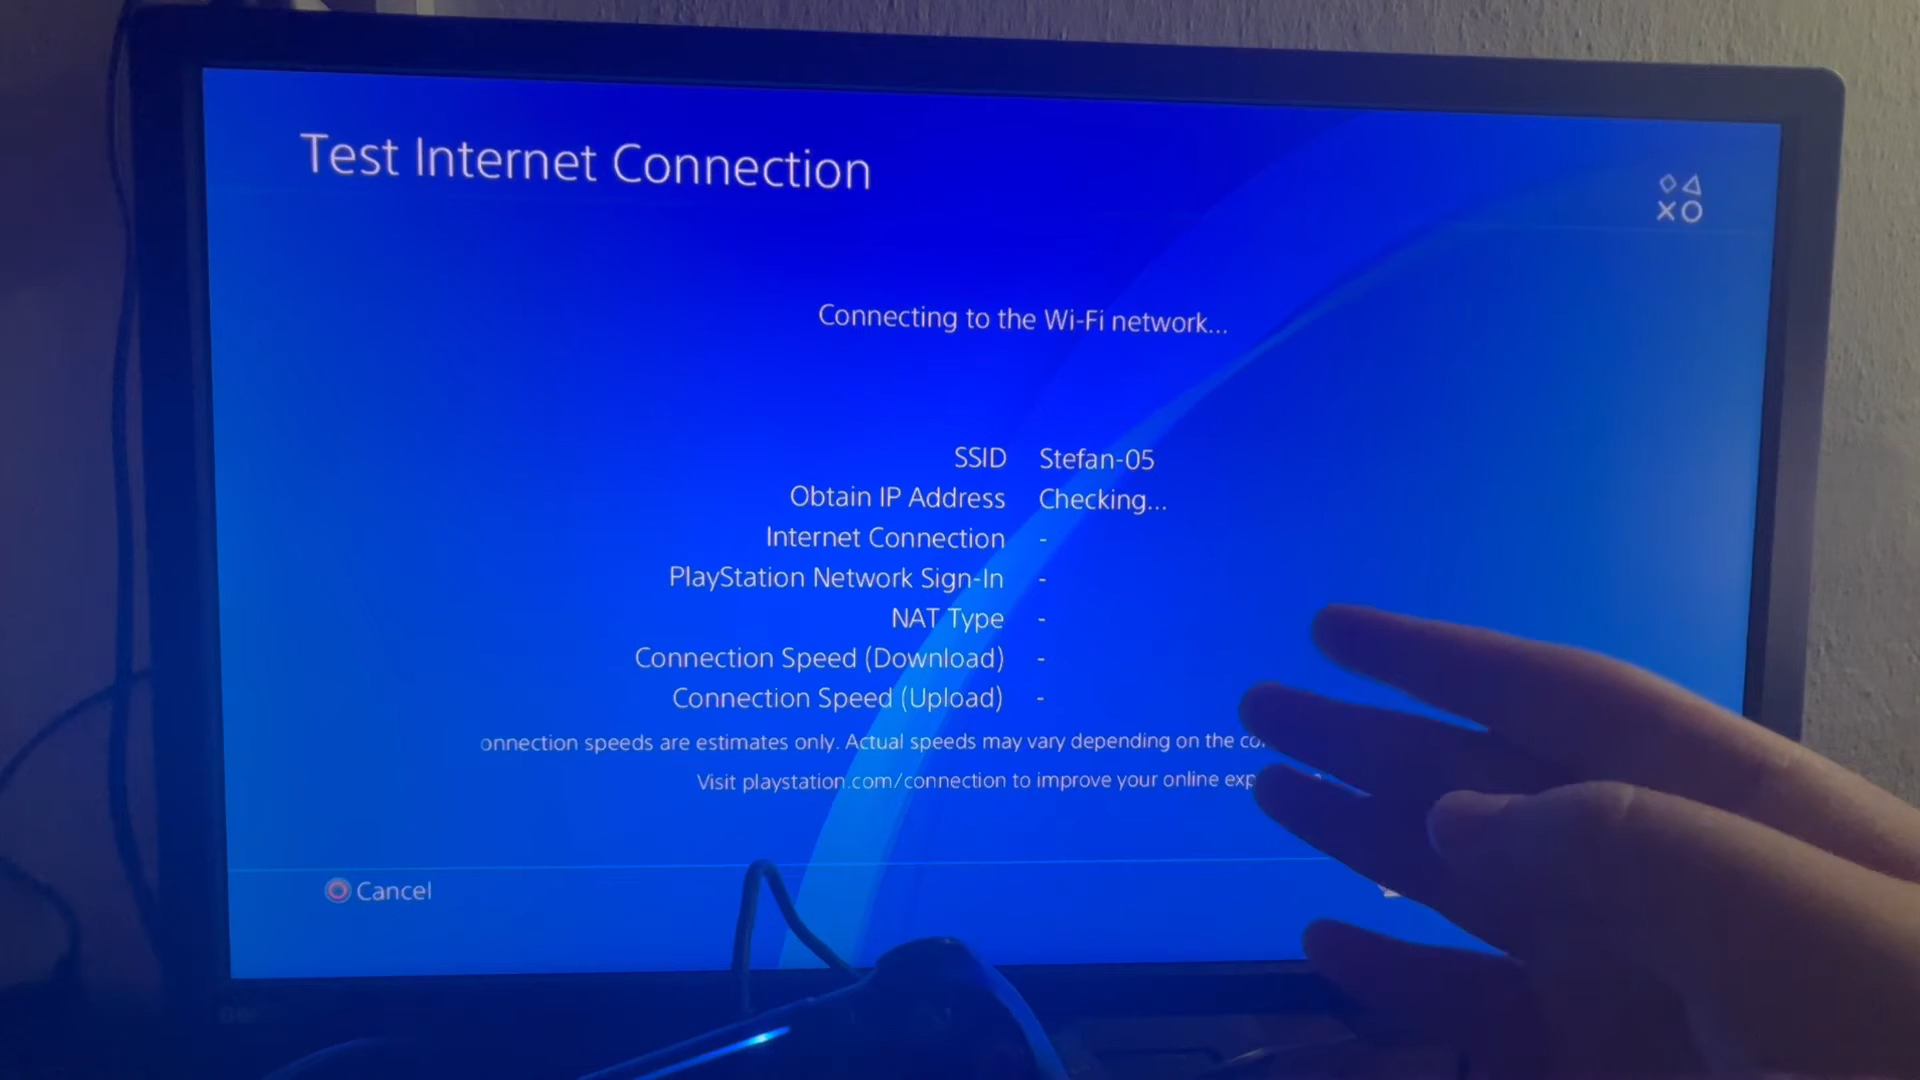 Test Internet Connection
Connecting to the Wi-Fi network...
SSID Stefan-05
Obtain IP Address Checking...
Internet Connection -
PlayStation Network Sign-In -
NAT Type -
Connection Speed (Download) -
Connection Speed (Upload) -
onnection speeds are estimates only. Actual speeds may vary depending on the
Visit playstation.com/connection to improve your online
Cancel